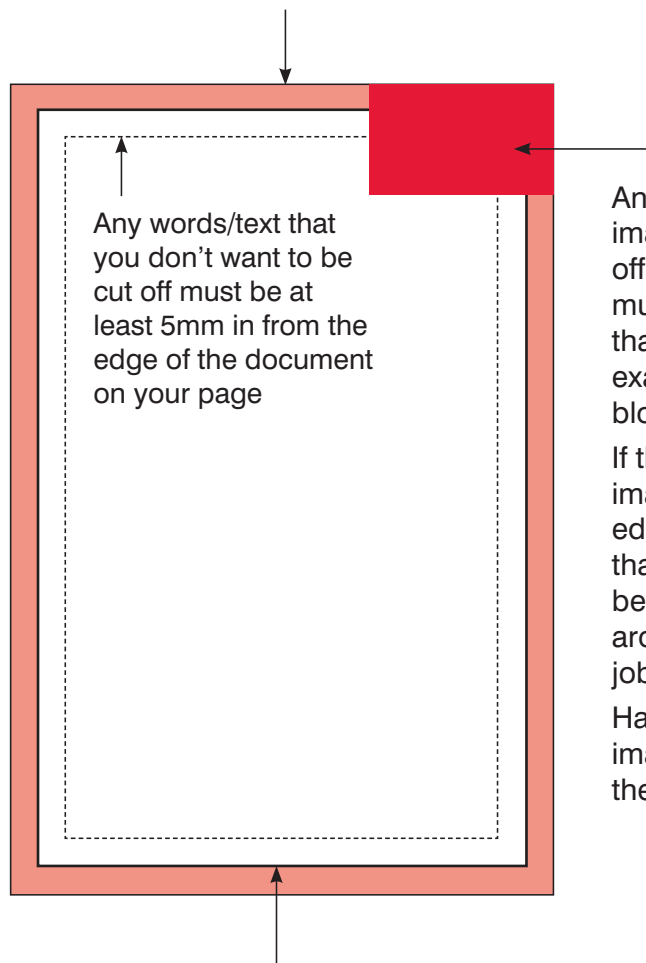 Any words/text that
you don’t want to be
cut off must be at
least 5mm in from the
edge of the document
on your page
An
ima
off
mu
tha
exa
blo
If th
ima
ed
tha
be
job
Ha
ima
the